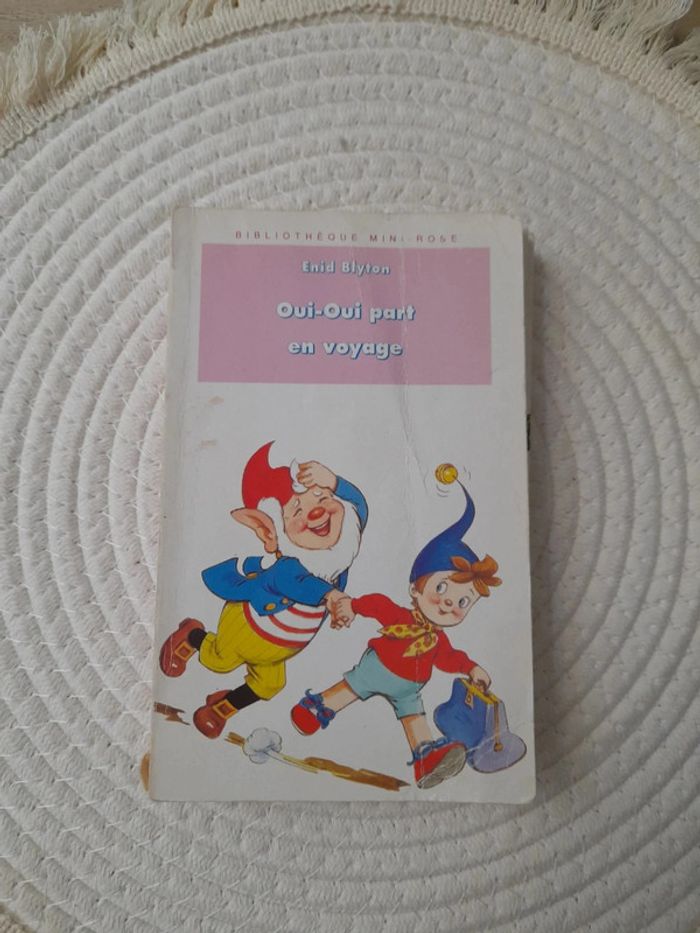 BIBLIOTHÈQUE MINI-ROSE
Enid Blyton
Oui-Oui part
en voyage